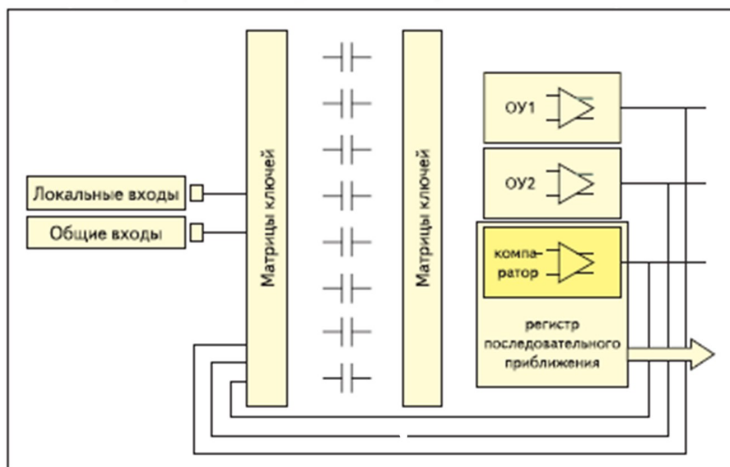 Локальные входы
Общие входы
Матрицы ключей
Матрицы ключей
ОУ1
ОУ2
компа-
ратор
регистр
последовательного
приближения